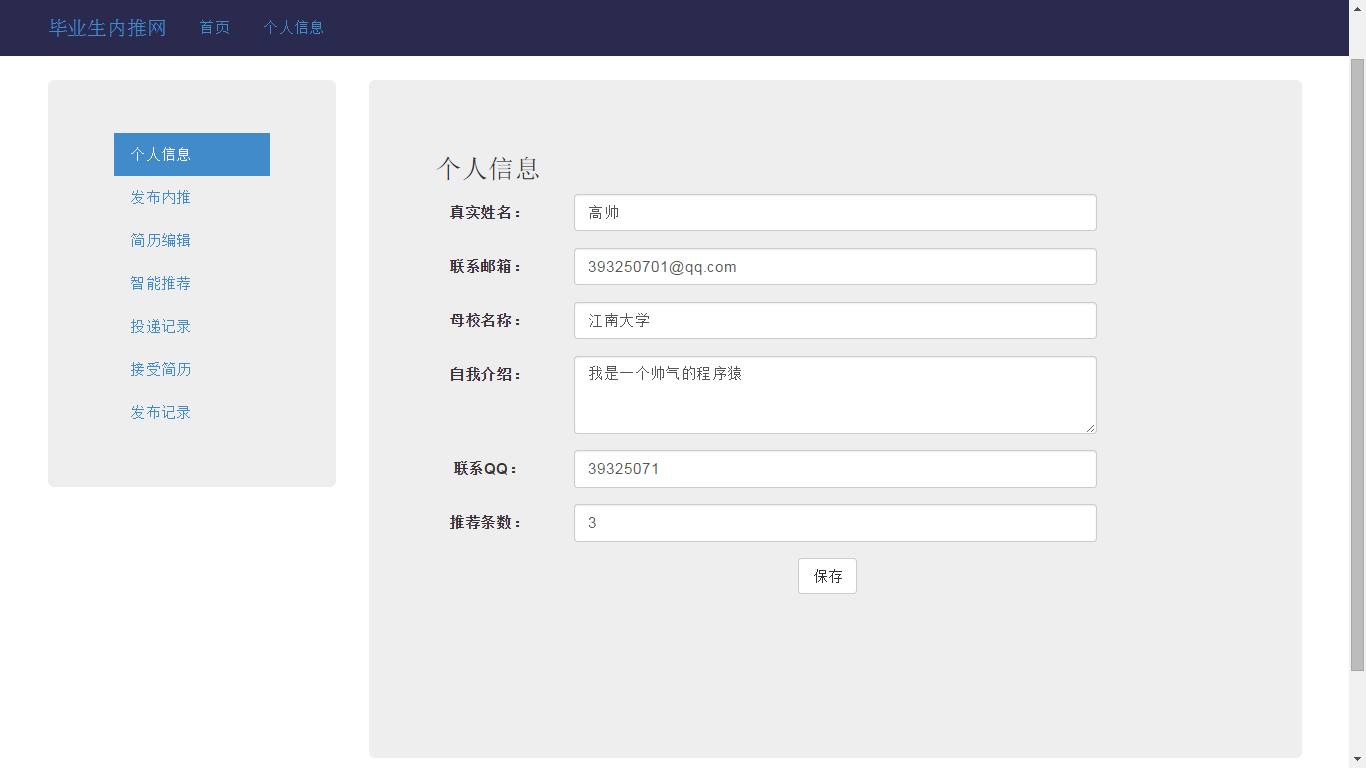 毕业生内推网 首页 个人信息
个人信息
发布内推
简历编辑
智能推荐
投递记录
接受简历
发布记录
个人信息
真实姓名： 高帅
联系邮箱： 393250701@qq.com
母校名称： 江南大学
自我介绍： 我是一个帅气的程序猿
联系QQ： 39325071
推荐条数： 3
保存